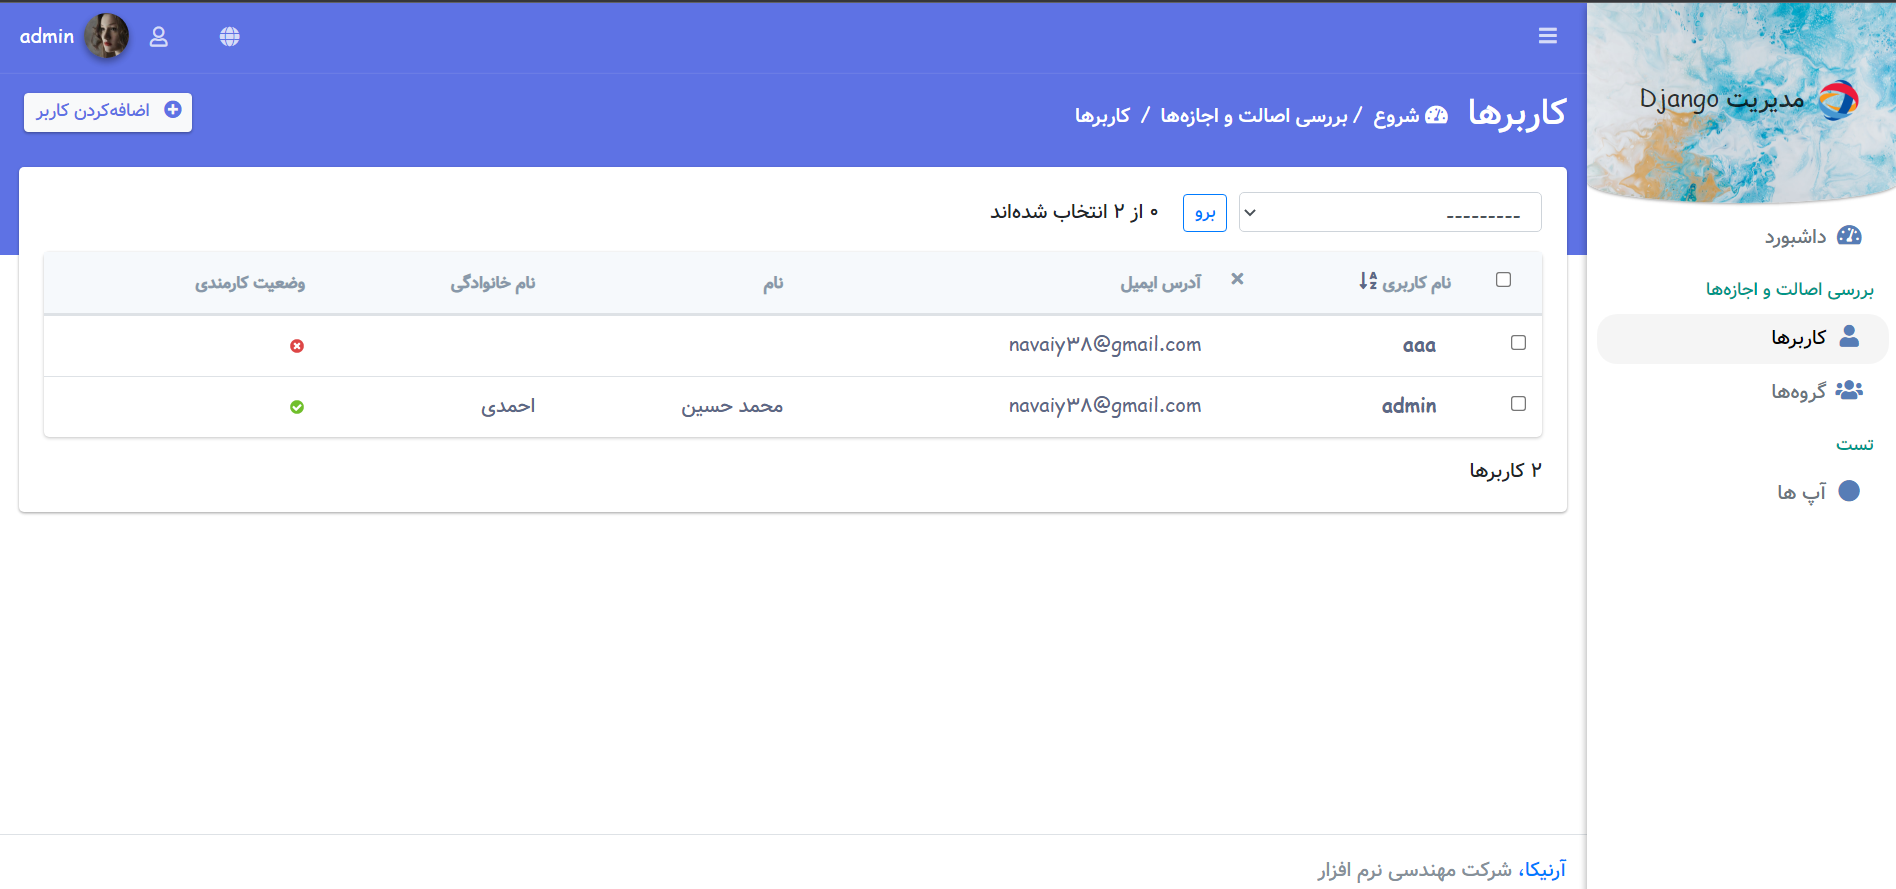 مدیریت Django
داشبورد
بررسی اصالت و اجازه‌ها
کاربرها
گروه‌ها
تست
آپ ها
admin
کاربرها
شروع / بررسی اصالت و اجازه‌ها / کاربرها
اضافه‌کردن کاربر
---------
برو
۰ از ۲ انتخاب شده‌اند
نام کاربری آدرس ایمیل نام نام خانوادگی وضعیت کارمندی
aaa navaiy۳۸@gmail.com
admin navaiy۳۸@gmail.com محمد حسین احمدی
۲ کاربرها
آرنیکا، شرکت مهندسی نرم افزار